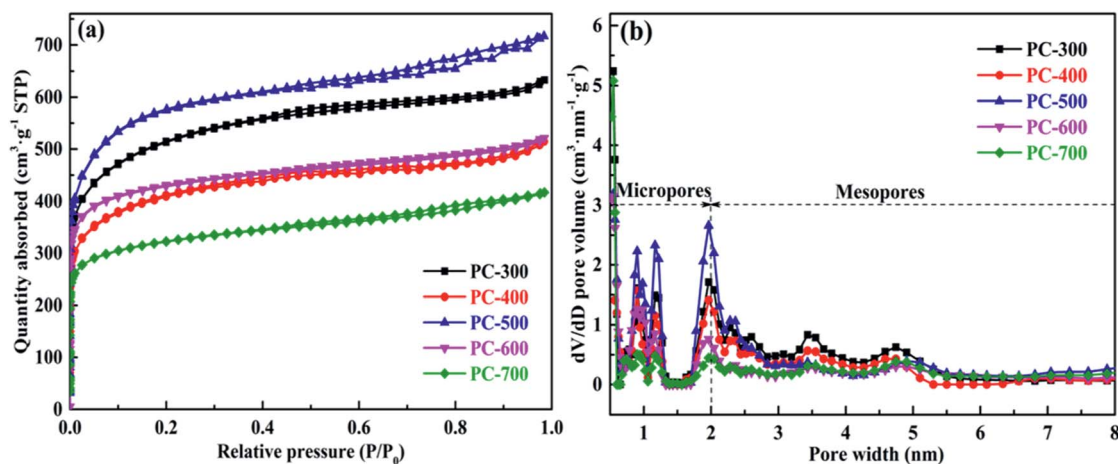 (a)
Quantity absorbed (cm³·g⁻¹ STP)
700
600
500
400
300
200
100
0
PC-300
PC-400
PC-500
PC-600
PC-700
0.0 0.2 0.4 0.6 0.8 1.0
Relative pressure (P/P₀)
(b)
dV/dD pore volume (cm³·nm⁻¹·g⁻¹)
6
5
4
3
2
1
0
PC-300
PC-400
PC-500
PC-600
PC-700
Micropores Mesopores
1 2 3 4 5 6 7 8
Pore width (nm)